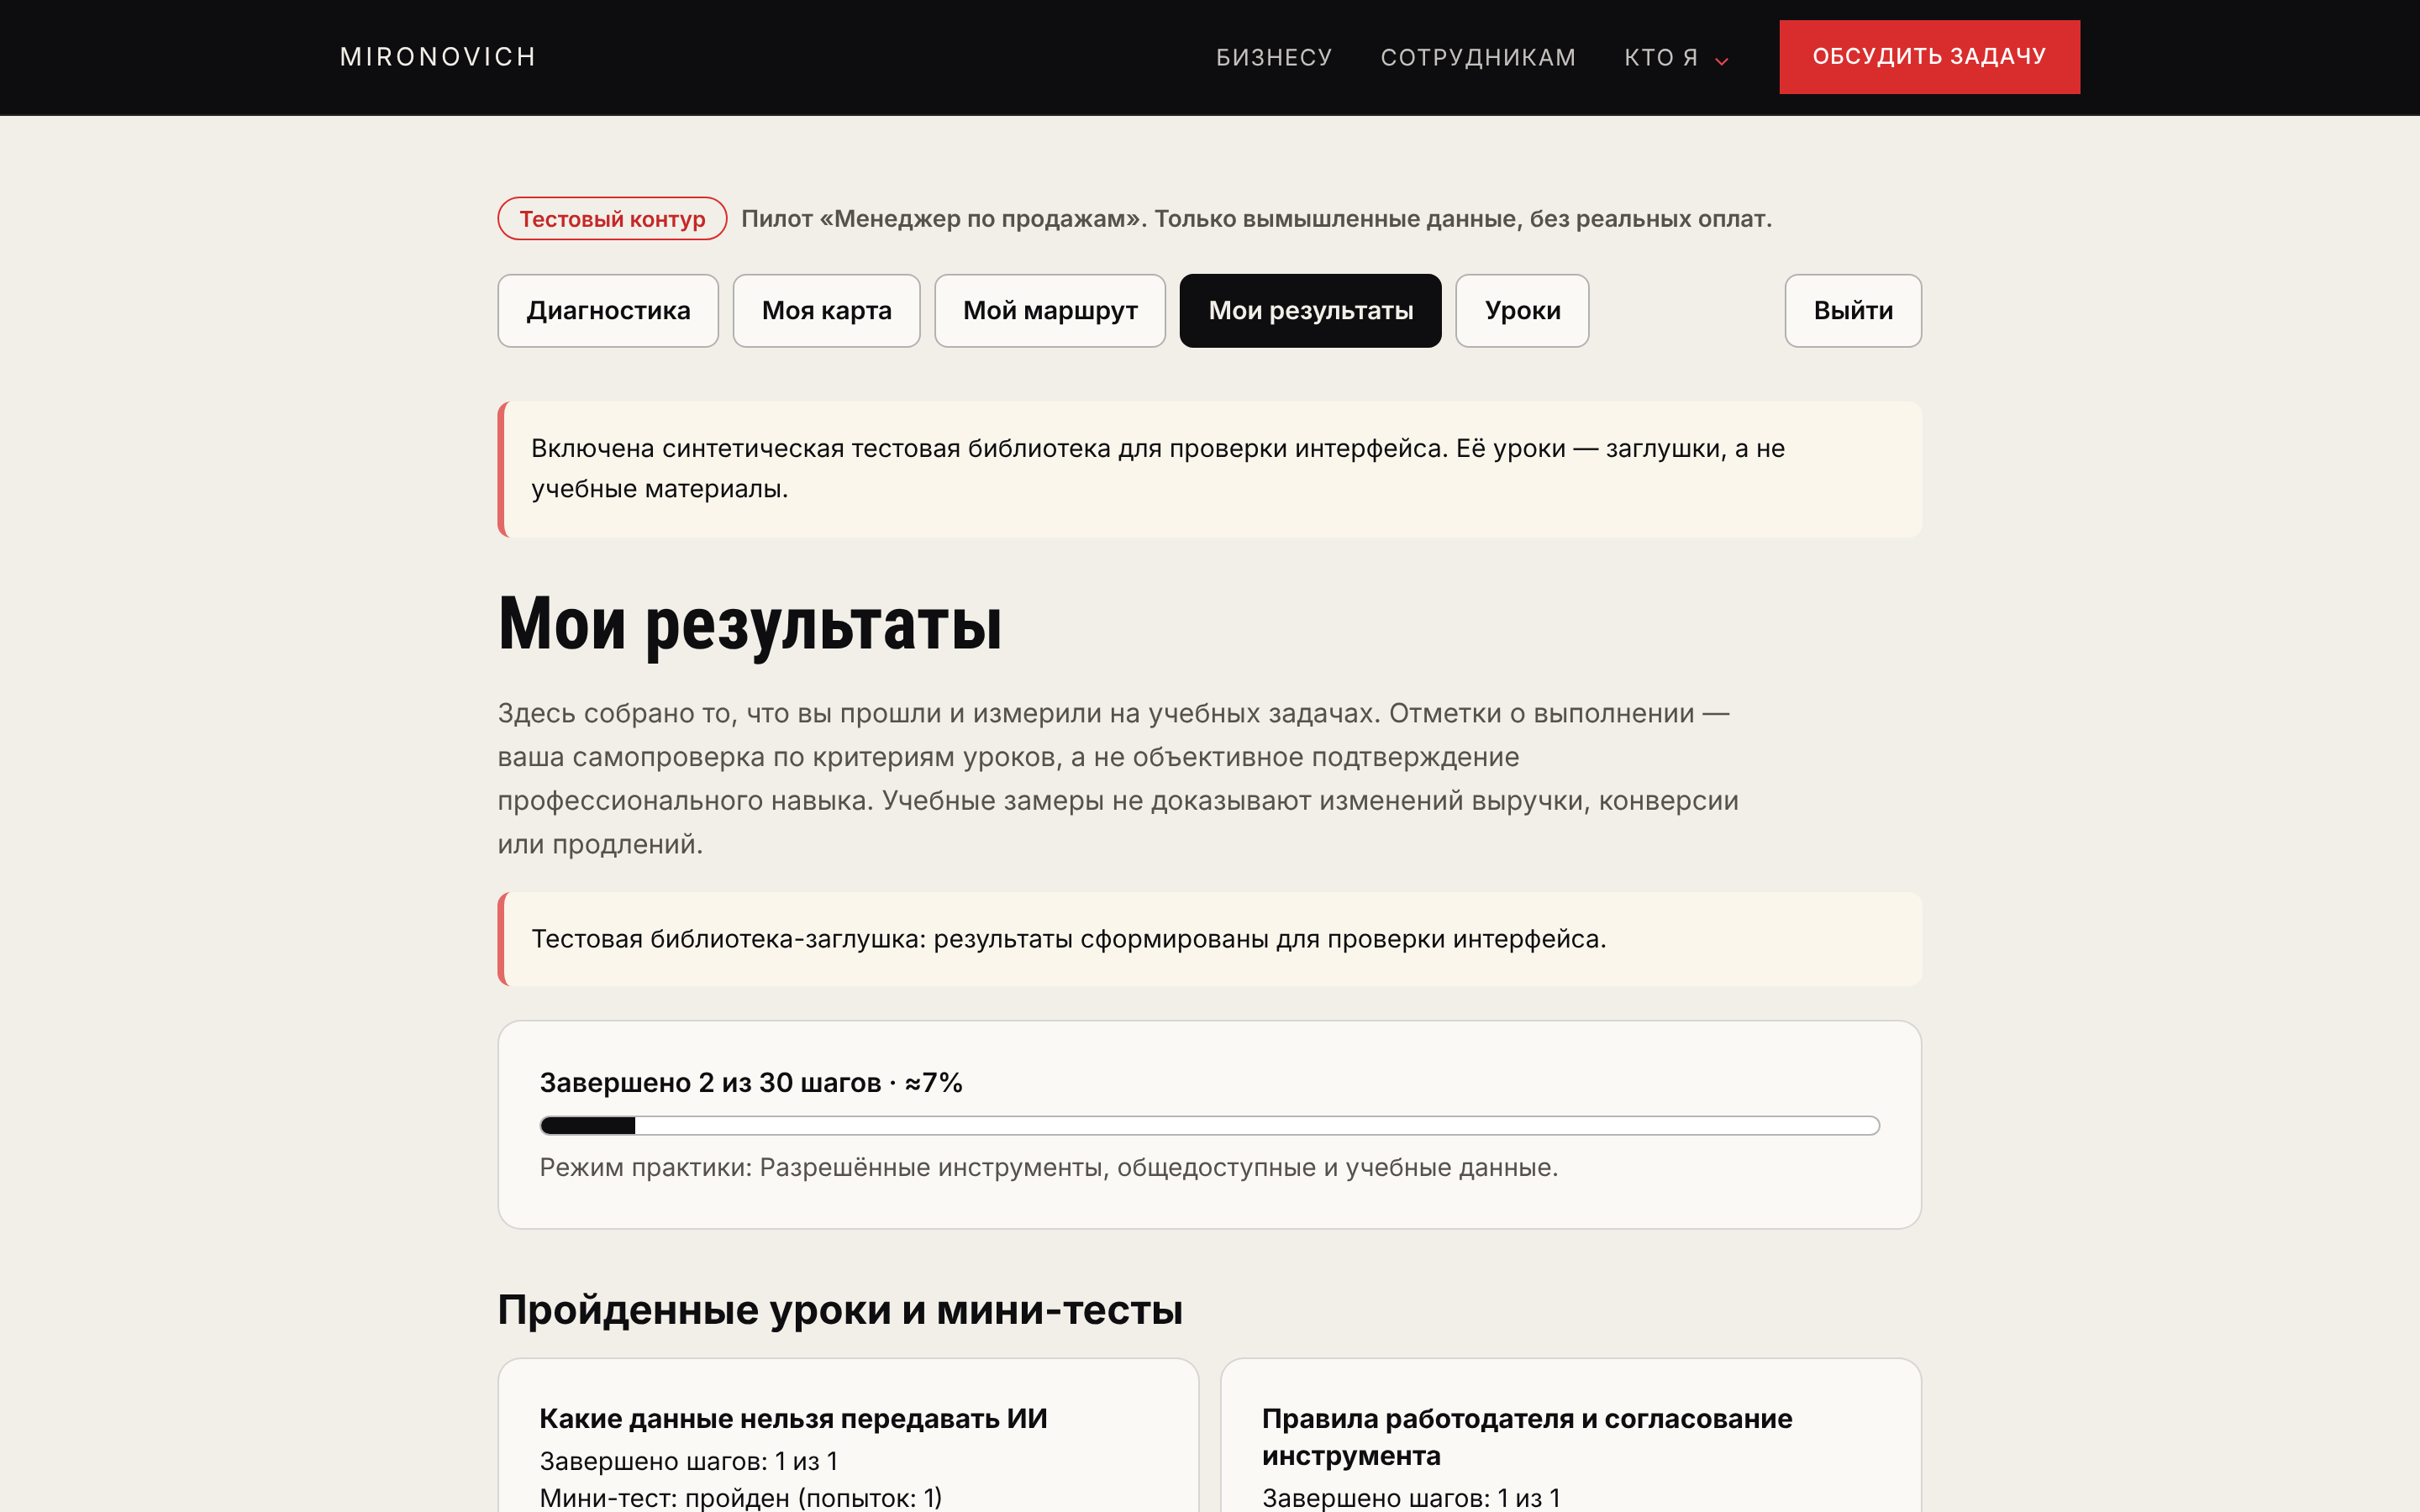 MIRONOVICH
БИЗНЕСУ
СОТРУДНИКАМ
КТО Я
ОБСУДИТЬ ЗАДАЧУ
Тестовый контур
Пилот «Менеджер по продажам». Только вымышленные данные, без реальных оплат.
Диагностика
Моя карта
Мой маршрут
Мои результаты
Уроки
Выйти
Включена синтетическая тестовая библиотека для проверки интерфейса. Её уроки — заглушки, а не
учебные материалы.
Мои результаты
Здесь собрано то, что вы прошли и измерили на учебных задачах. Отметки о выполнении —
ваша самопроверка по критериям уроков, а не объективное подтверждение
профессионального навыка. Учебные замеры не доказывают изменений выручки, конверсии
или продлений.
Тестовая библиотека-заглушка: результаты сформированы для проверки интерфейса.
Завершено 2 из 30 шагов · ≈7%
Режим практики: Разрешённые инструменты, общедоступные и учебные данные.
Пройденные уроки и мини-тесты
Какие данные нельзя передавать ИИ
Завершено шагов: 1 из 1
Мини-тест: пройден (попыток: 1)
Правила работодателя и согласование
инструмента
Завершено шагов: 1 из 1